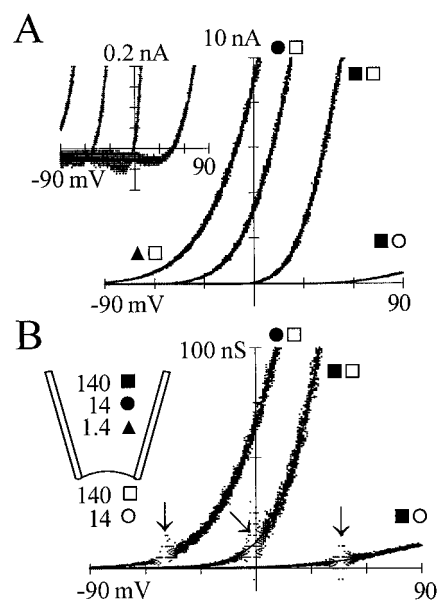 A
0.2 nA
10 nA
●□
■□
-90 mV
90
▲□
■○
-90 mV
90
B
100 nS
●□
■□
140 ■
14 ●
1.4 ▲
140 □
14 ○
■○
-90 mV
90